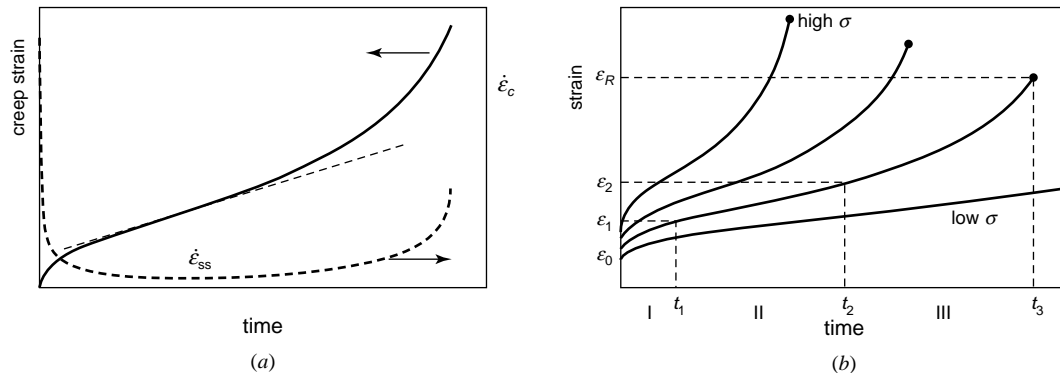 creep strain
ε̇c
ε̇ss
time
(a)
strain
high σ
εR
ε2
ε1
ε0
low σ
I t1 II t2 III t3
time
(b)